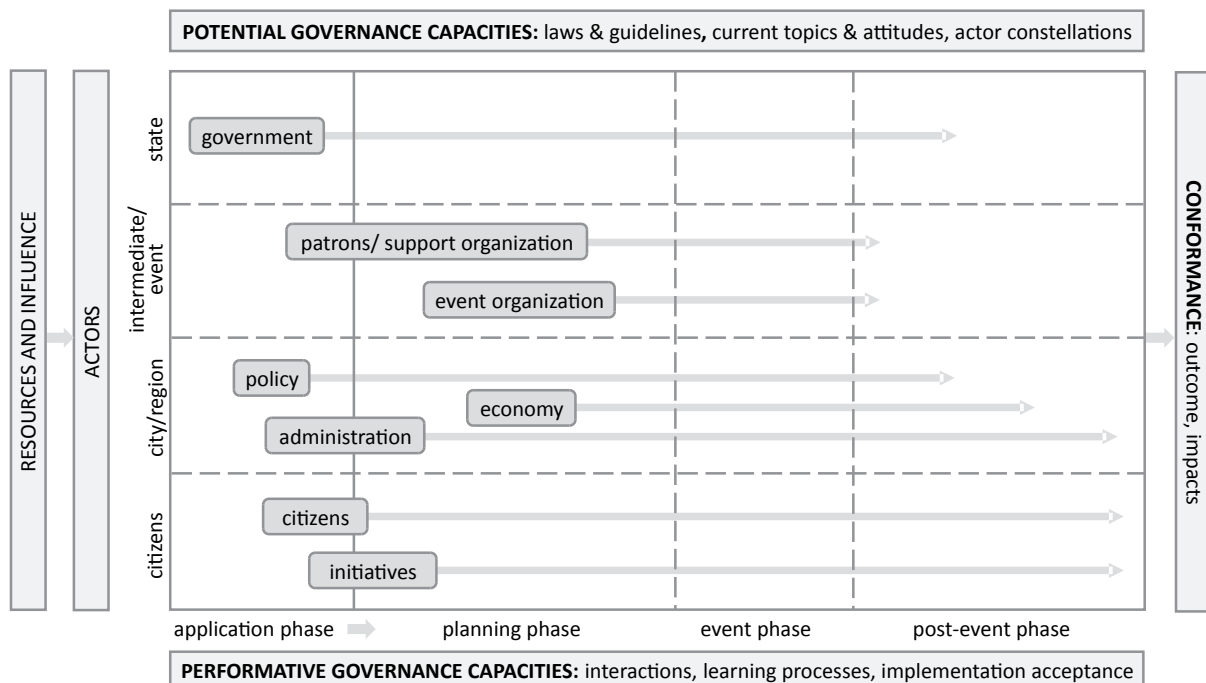 POTENTIAL GOVERNANCE CAPACITIES: laws & guidelines, current topics & attitudes, actor constellations
RESOURCES AND INFLUENCE
ACTORS
state
government
intermediate/
event
patrons/ support organization
event organization
city/region
policy
economy
administration
citizens
citizens
initiatives
application phase
planning phase
event phase
post-event phase
CONFORMANCE: outcome, impacts
PERFORMATIVE GOVERNANCE CAPACITIES: interactions, learning processes, implementation acceptance